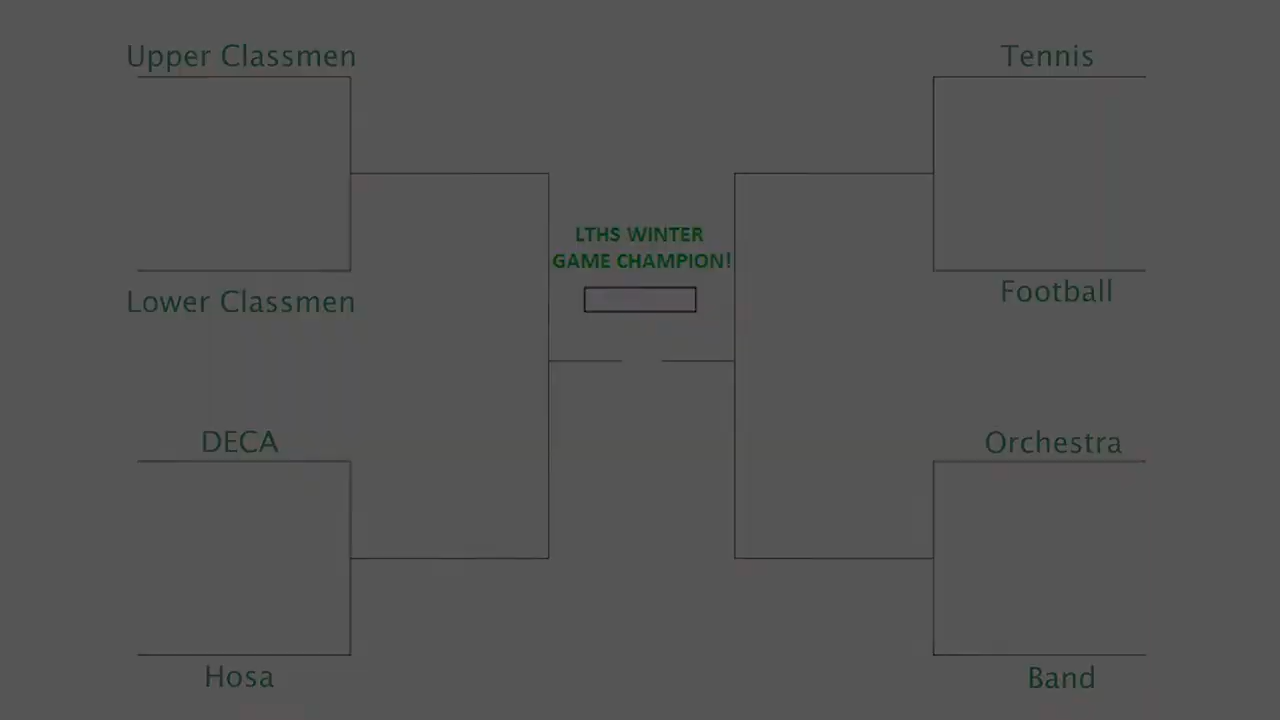 Upper Classmen
Tennis
LTHS WINTER
GAME CHAMPION!
Lower Classmen
Football
DECA
Orchestra
Hosa
Band